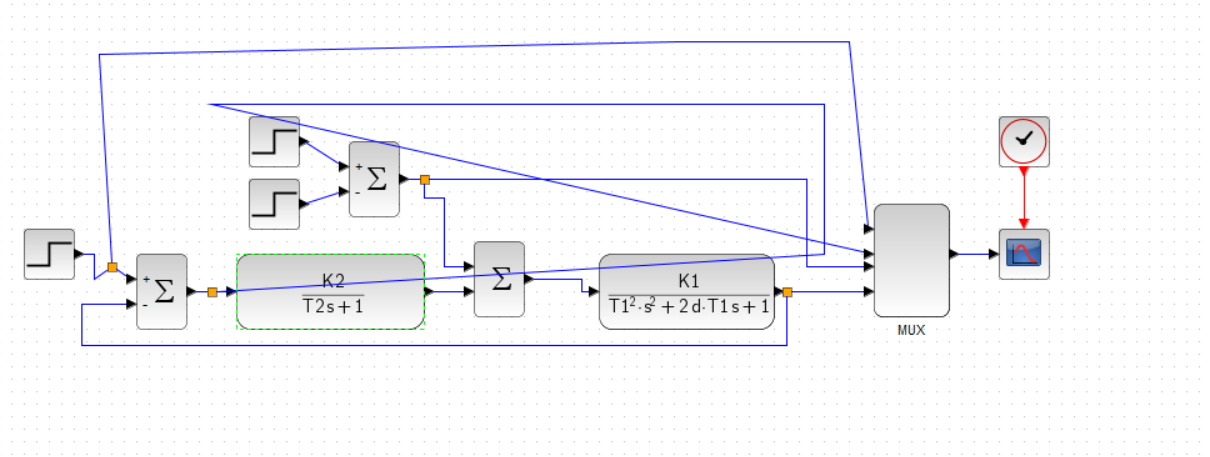 +
-
Σ
+
-
Σ
K2
T2s+1
Σ
K1
T1²·s²+2d·T1s+1
MUX